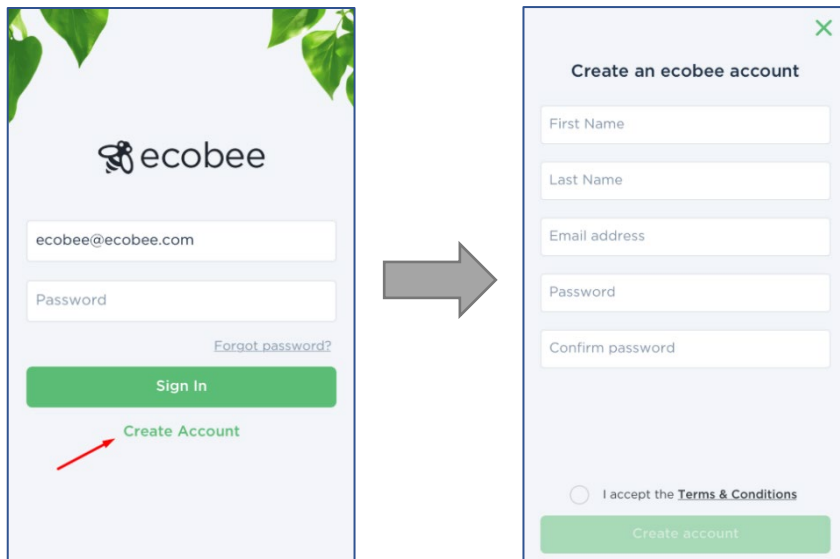 ecobee
ecobee@ecobee.com
Password
Forgot password?
Sign In
Create Account
Create an ecobee account
First Name
Last Name
Email address
Password
Confirm password
I accept the Terms & Conditions
Create account